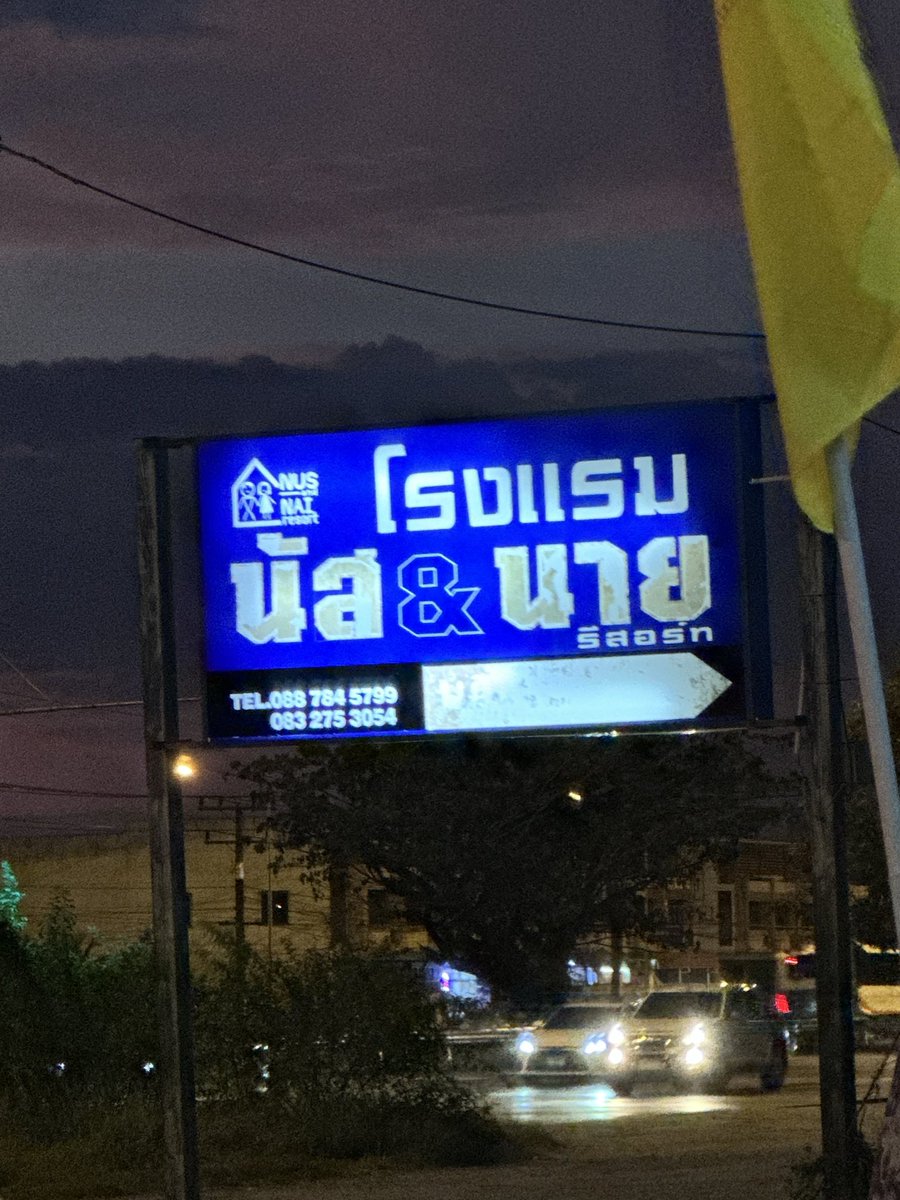 NUS
and
NAI
resort
โรงแรม
นัส & นาย
รีสอร์ท
TEL.088 784 5799
083 275 3054